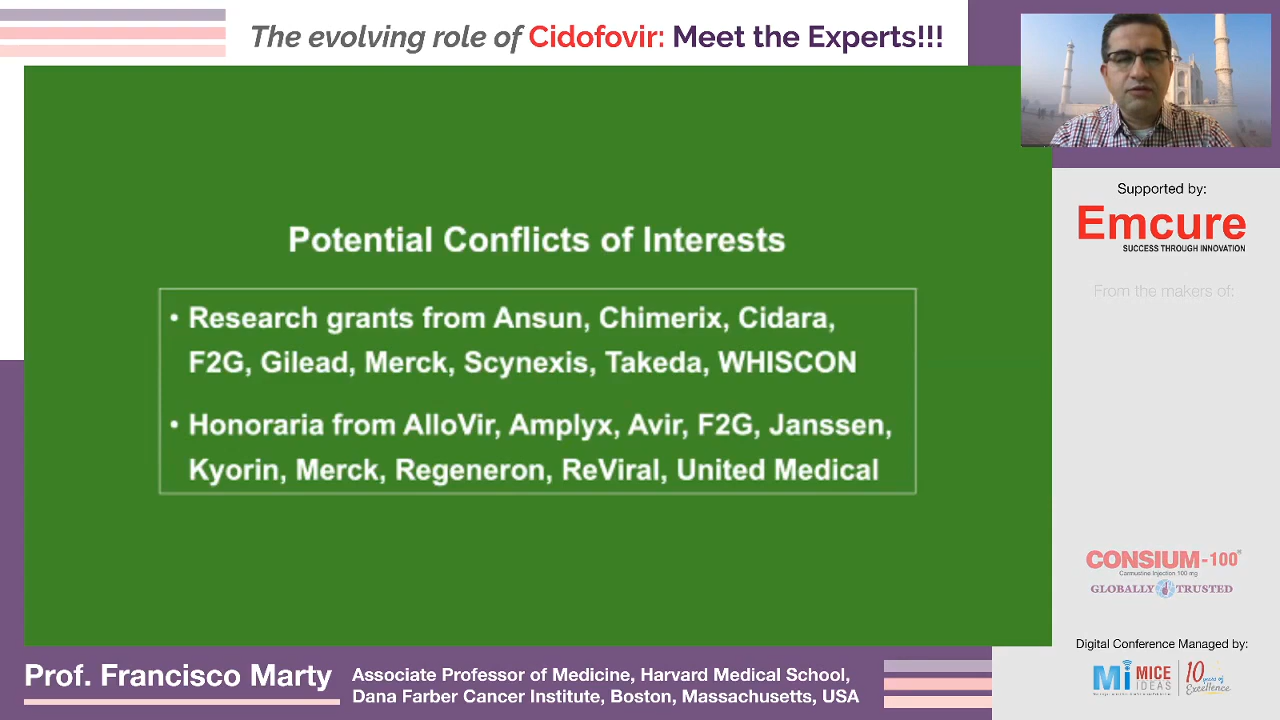 The evolving role of Cidofovir: Meet the Experts!!!
Potential Conflicts of Interests
• Research grants from Ansun, Chimerix, Cidara,
F2G, Gilead, Merck, Scynexis, Takeda, WHISCON
• Honoraria from AlloVir, Amplyx, Avir, F2G, Janssen,
Kyorin, Merck, Regeneron, ReViral, United Medical
Supported by:
Emcure
SUCCESS THROUGH INNOVATION
From the makers of:
CONSIUM-100®
Carmustine Injection 100 mg
GLOBALLY TRUSTED
Digital Conference Managed by:
Mi MICE IDEAS
10 years of Excellence
Prof. Francisco Marty
Associate Professor of Medicine, Harvard Medical School,
Dana Farber Cancer Institute, Boston, Massachusetts, USA